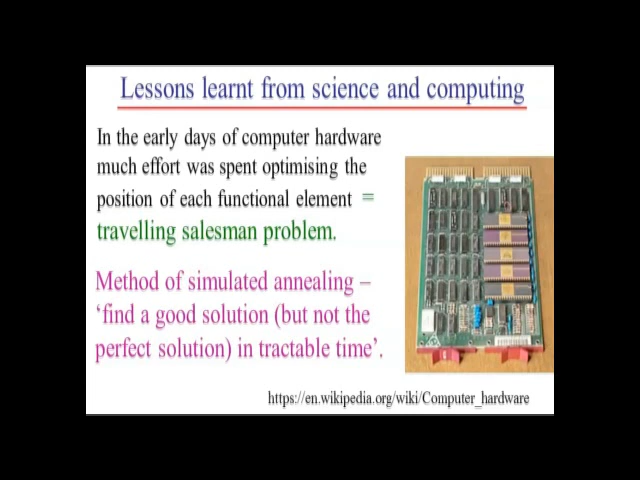 Lessons learnt from science and computing
In the early days of computer hardware
much effort was spent optimising the
position of each functional element =
travelling salesman problem.
Method of simulated annealing –
‘find a good solution (but not the
perfect solution) in tractable time’.
https://en.wikipedia.org/wiki/Computer_hardware